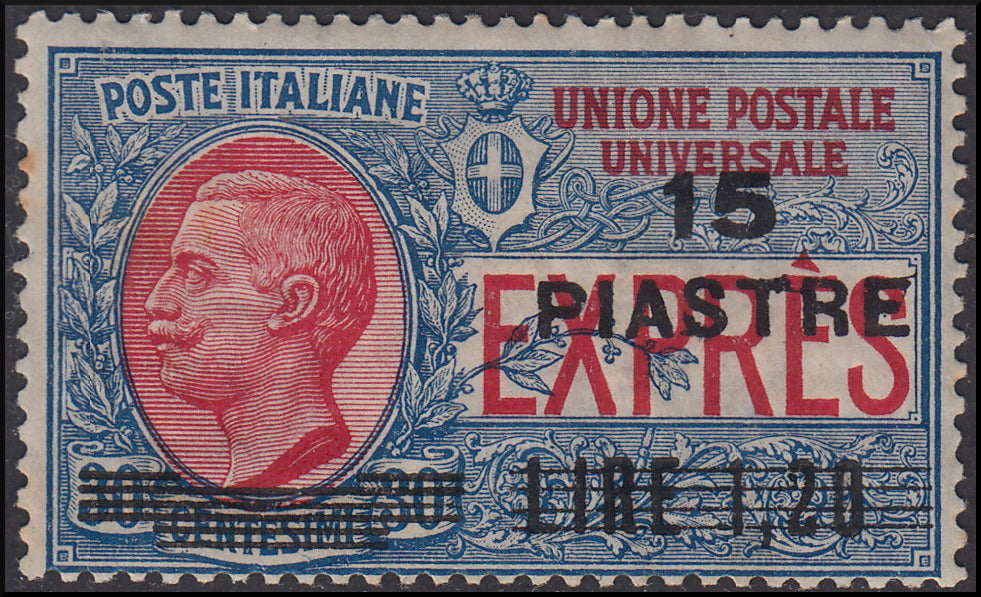 POSTE ITALIANE
UNIONE POSTALE
UNIVERSALE
15
PIASTRE
EXPRÈS
30 30
CENTESIMI
LIRE 1,20